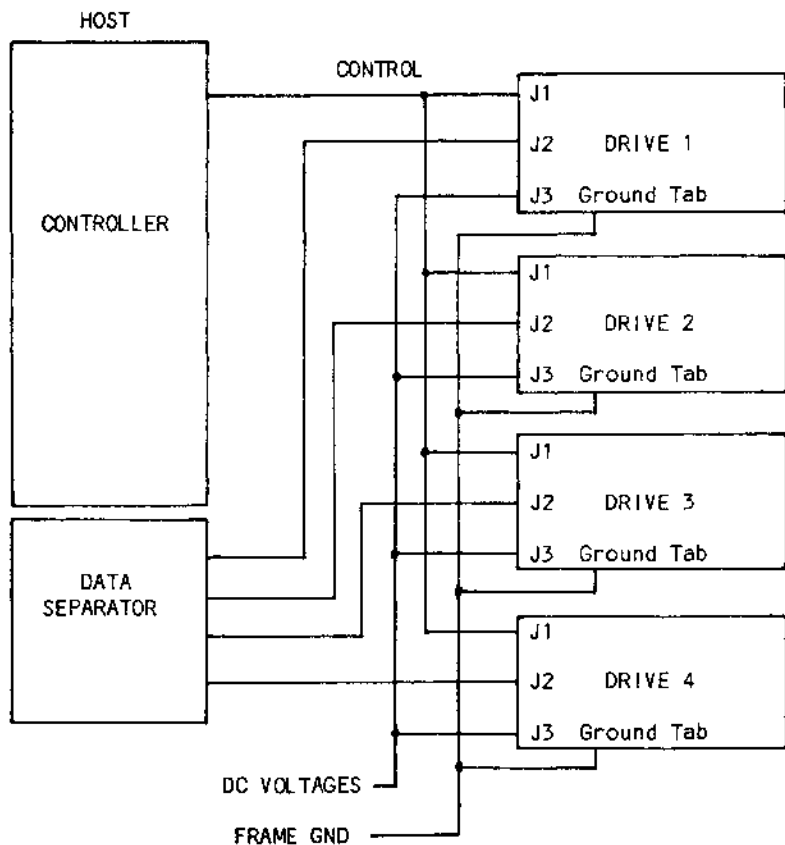 HOST
CONTROL
CONTROLLER
J1
J2 DRIVE 1
J3 Ground Tab
J1
J2 DRIVE 2
J3 Ground Tab
J1
J2 DRIVE 3
J3 Ground Tab
DATA
SEPARATOR
J1
J2 DRIVE 4
J3 Ground Tab
DC VOLTAGES
FRAME GND